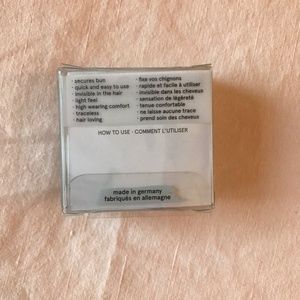 · secures bun
· quick and easy to use
· invisible in the hair
· light feel
· high wearing comfort
· traceless
· hair loving
· fixe vos chignons
· rapide et facile à utiliser
· invisible dans les cheveux
· sensation de légèreté
· tenue confortable
· ne laisse aucune trace
· prend soin des cheveux
HOW TO USE · COMMENT L'UTILISER
made in germany
fabriqués en allemagne